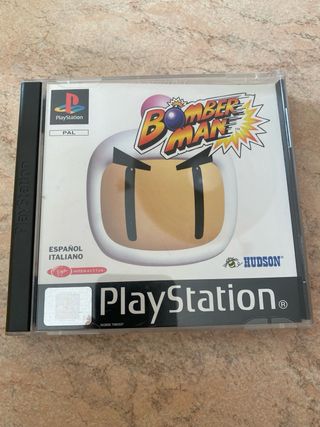 PlayStation
PAL
BOMBER
MAN
PlayStation
ESPAÑOL
ITALIANO
Virgin INTERACTIVE
HUDSON
PlayStation®